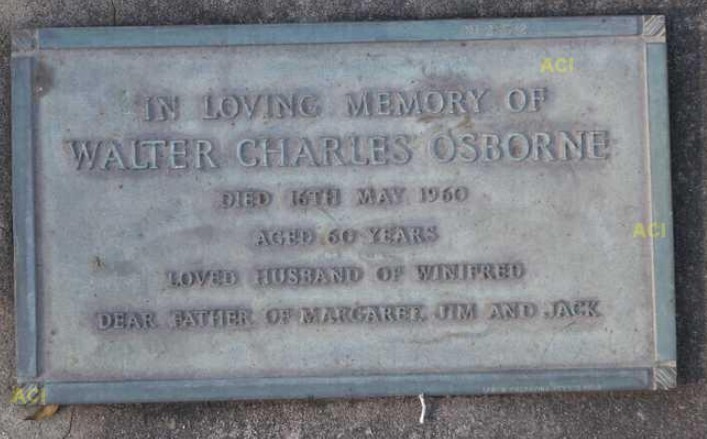 ACI
IN LOVING MEMORY OF
WALTER CHARLES OSBORNE
DIED 16TH MAY 1960
ACI
AGED 60 YEARS
LOVED HUSBAND OF WINIFRED
DEAR FATHER OF MARGARET, JIM AND JACK
ACI